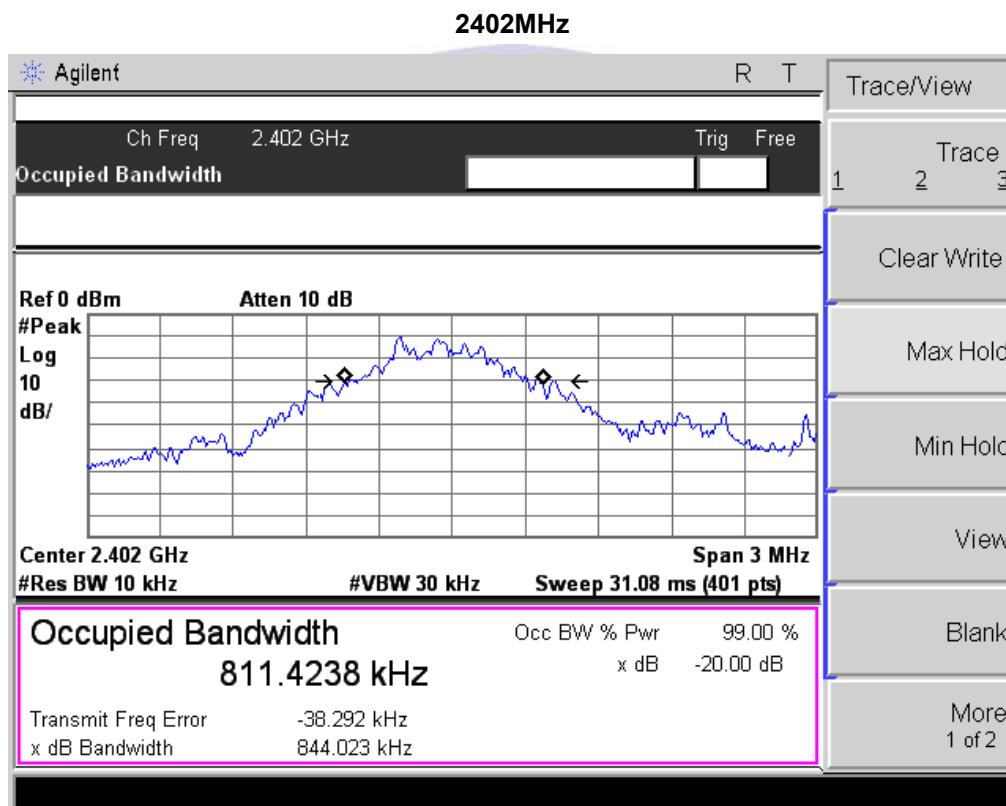 2402MHz
Agilent R T
Ch Freq 2.402 GHz Trig Free
Occupied Bandwidth
Ref 0 dBm Atten 10 dB
#Peak
Log
10
dB/
Center 2.402 GHz Span 3 MHz
#Res BW 10 kHz #VBW 30 kHz Sweep 31.08 ms (401 pts)
Occupied Bandwidth Occ BW % Pwr 99.00 %
811.4238 kHz x dB -20.00 dB
Transmit Freq Error -38.292 kHz
x dB Bandwidth 844.023 kHz
Trace/View
Trace
1 2 3
Clear Write
Max Hold
Min Hold
View
Blank
More
1 of 2